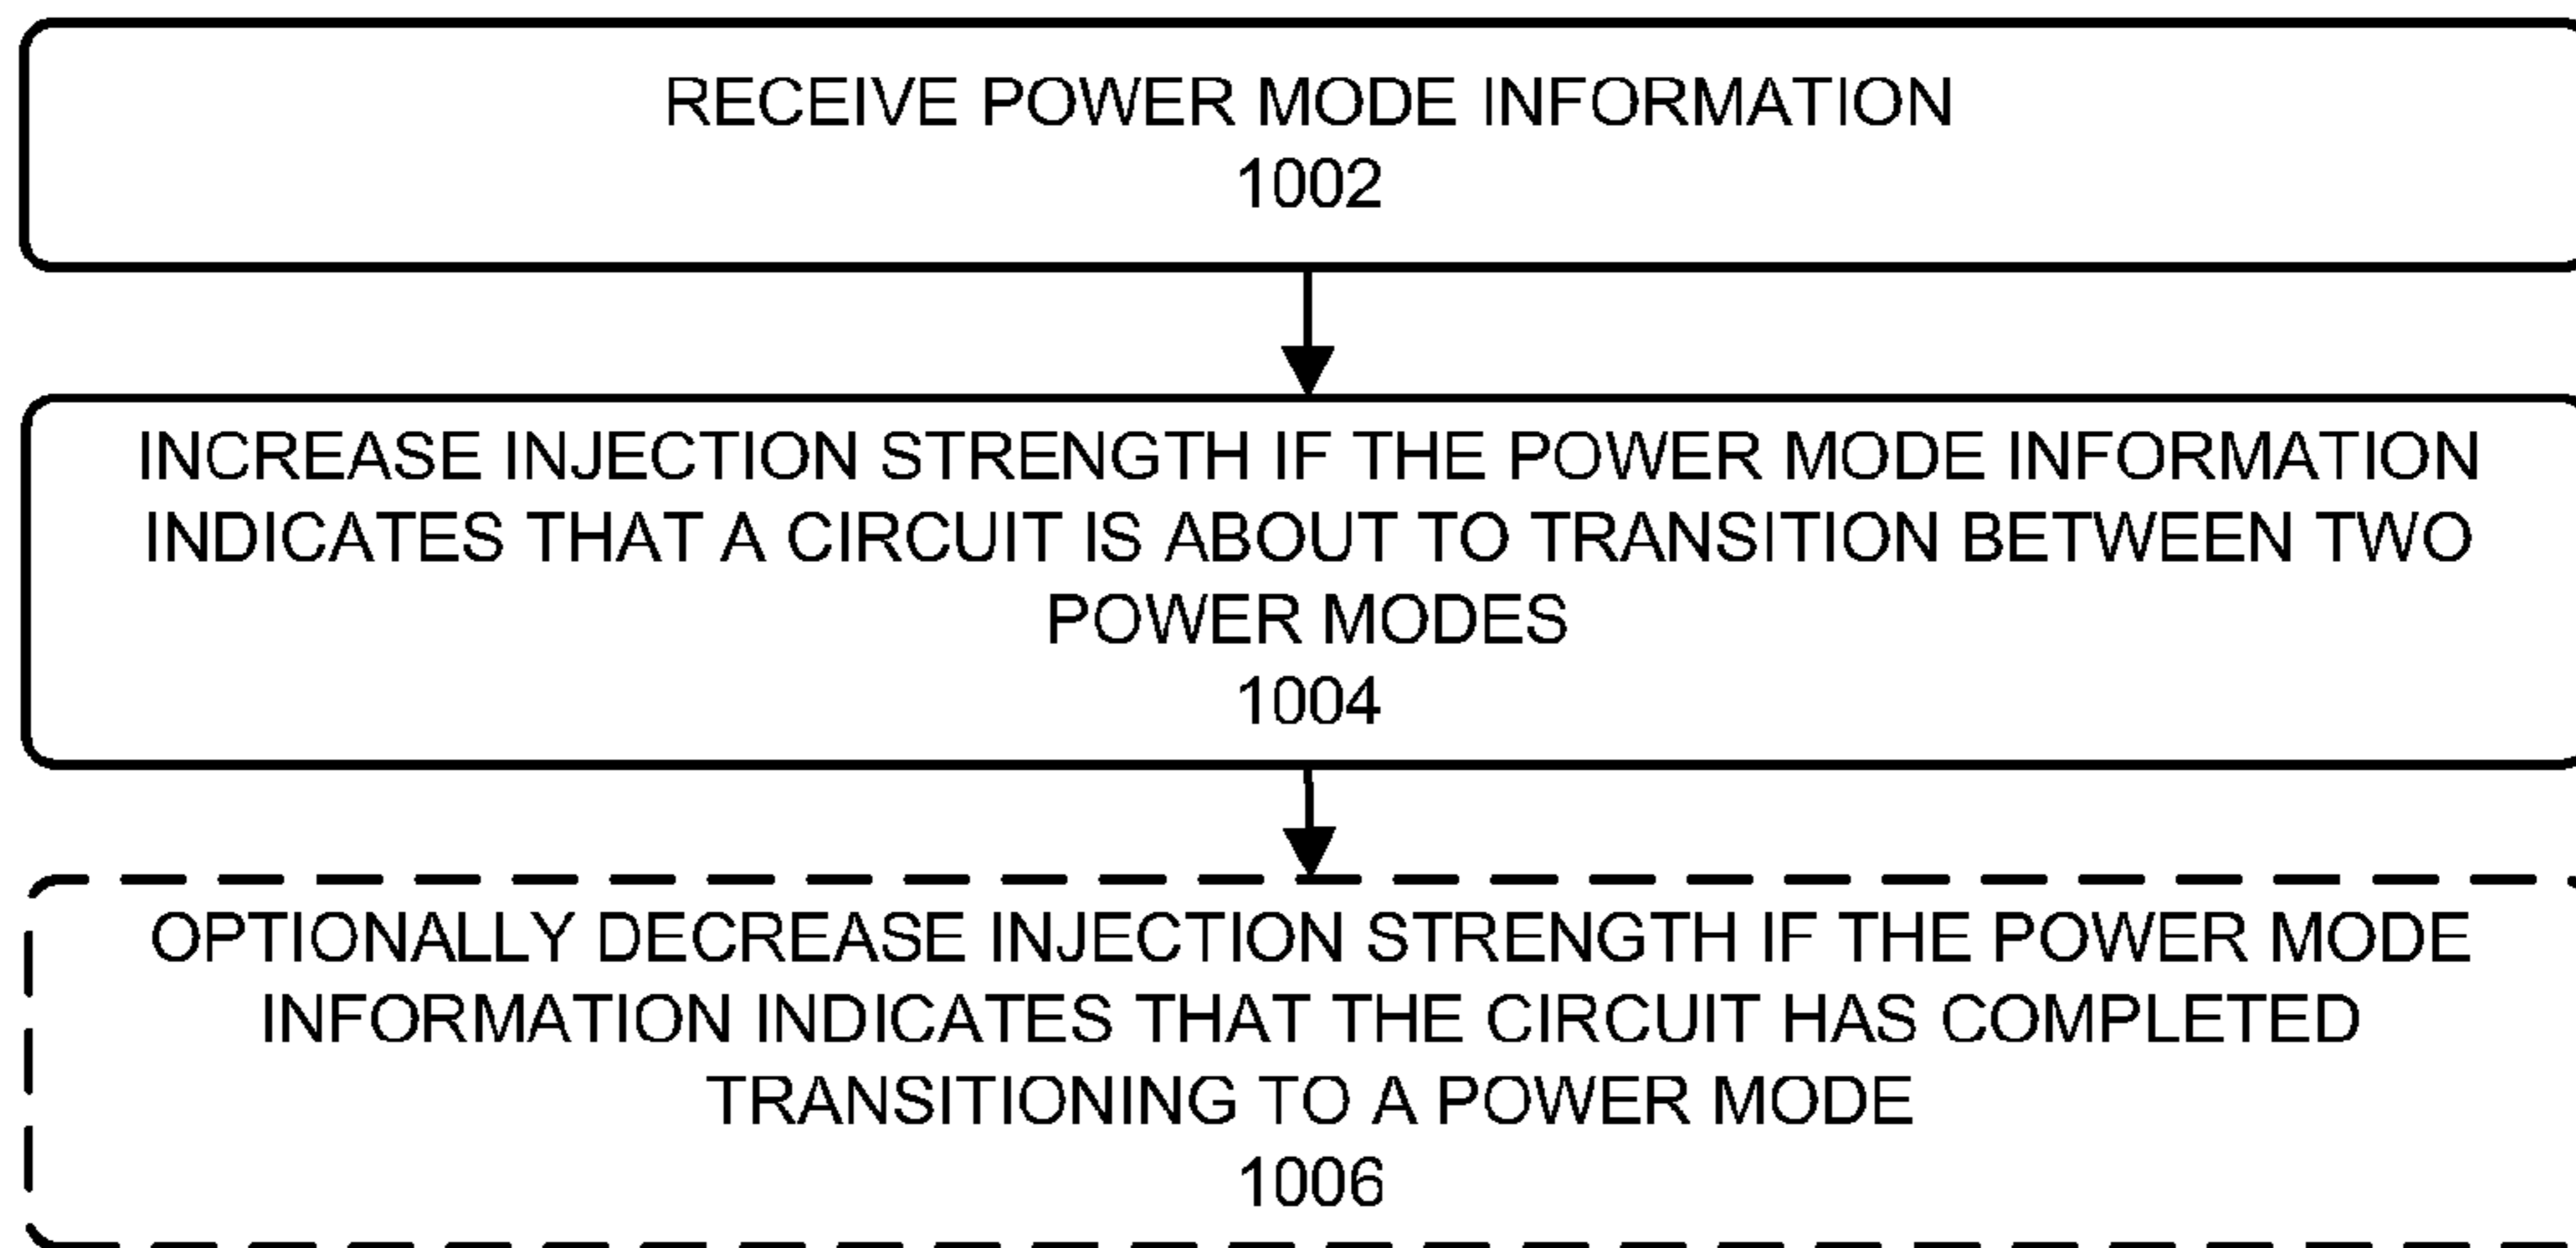 RECEIVE POWER MODE INFORMATION
1002
INCREASE INJECTION STRENGTH IF THE POWER MODE INFORMATION
INDICATES THAT A CIRCUIT IS ABOUT TO TRANSITION BETWEEN TWO
POWER MODES
1004
OPTIONALLY DECREASE INJECTION STRENGTH IF THE POWER MODE
INFORMATION INDICATES THAT THE CIRCUIT HAS COMPLETED
TRANSITIONING TO A POWER MODE
1006